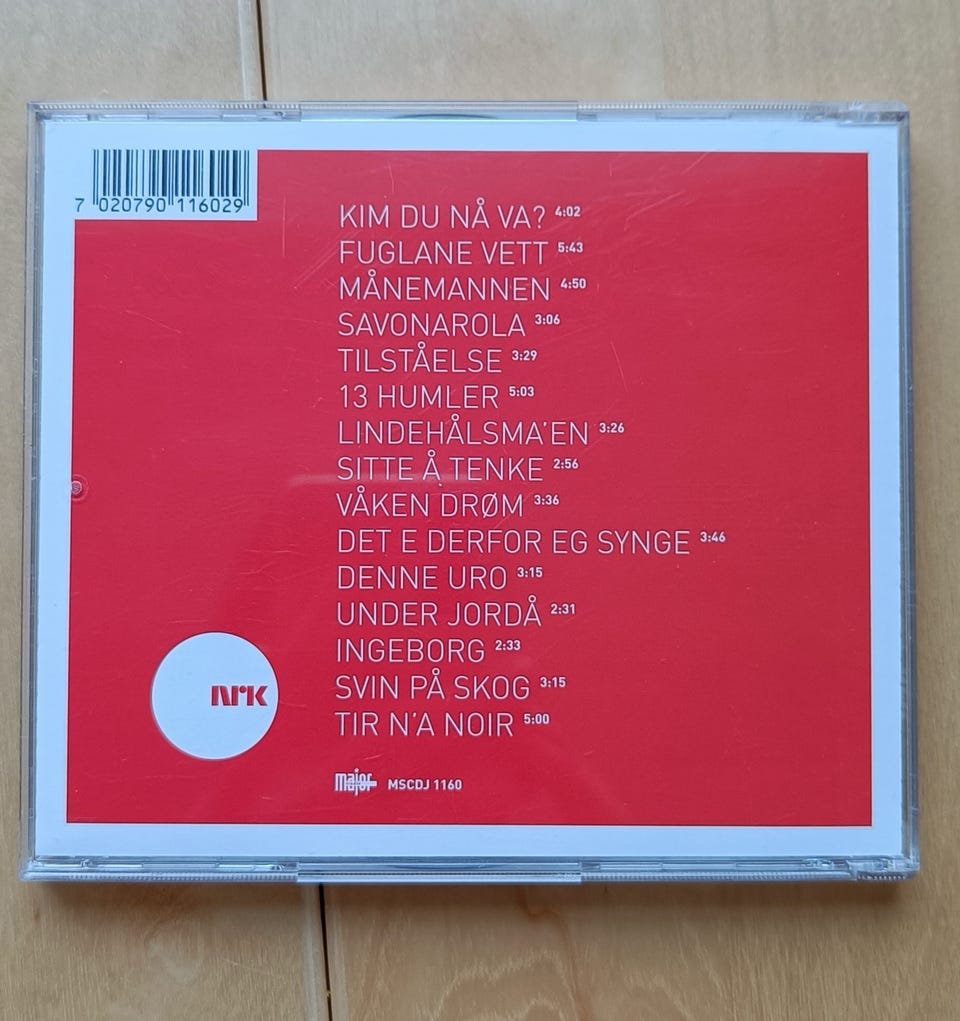 7 020790 116029
KIM DU NÅ VA? 4:02
FUGLANE VETT 5:43
MÅNEMANNEN 4:50
SAVONAROLA 3:06
TILSTÅELSE 3:29
13 HUMLER 5:03
LINDEHÅLSMA'EN 3:26
SITTE Å TENKE 2:56
VÅKEN DRØM 3:36
DET E DERFOR EG SYNGE 3:46
DENNE URO 3:15
UNDER JORDÅ 2:31
INGEBORG 2:33
SVIN PÅ SKOG 3:15
TIR N'A NOIR 5:00
NRK
major MSCDJ 1160